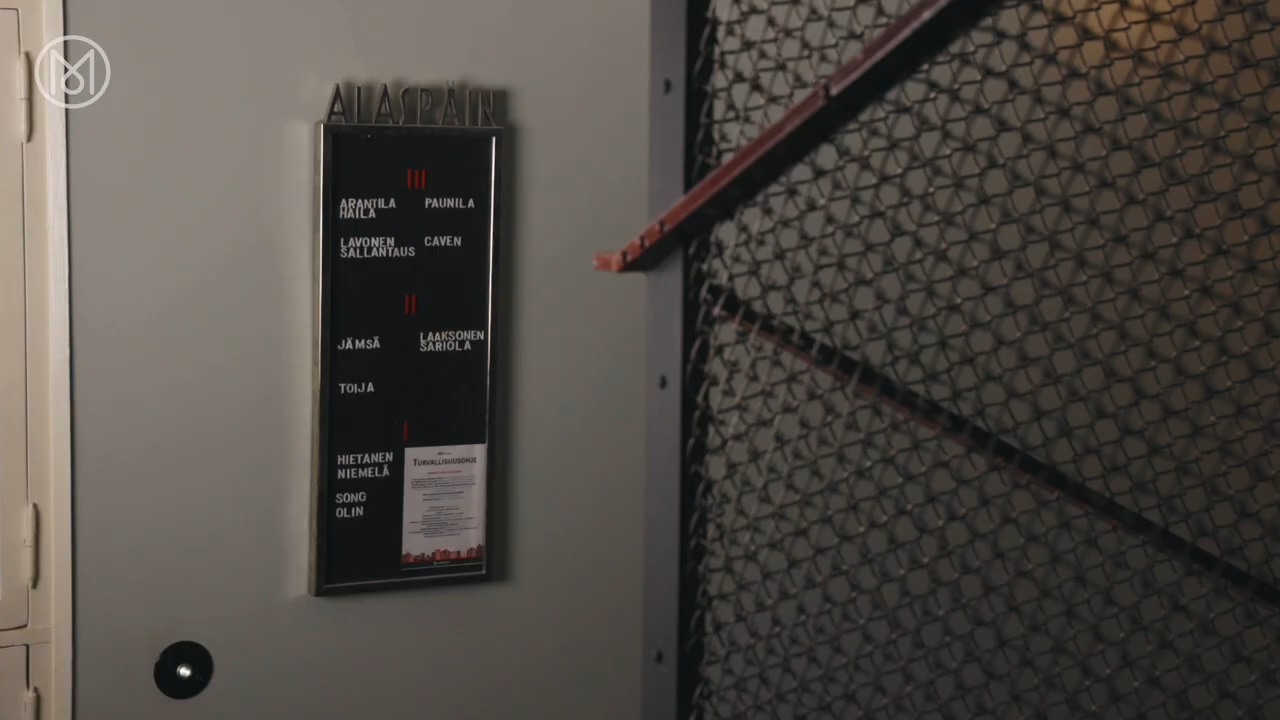 ALASPÄIN
III
ARANTILA PAUNILA
HAILA
LAVONEN CAVEN
SALLANTAUS
II
JÄMSÄ LAAKSONEN
SARIOLA
TOIJA
I
HIETANEN
NIEMELÄ
SONG
OLIN
TURVALLISUUSOHJE